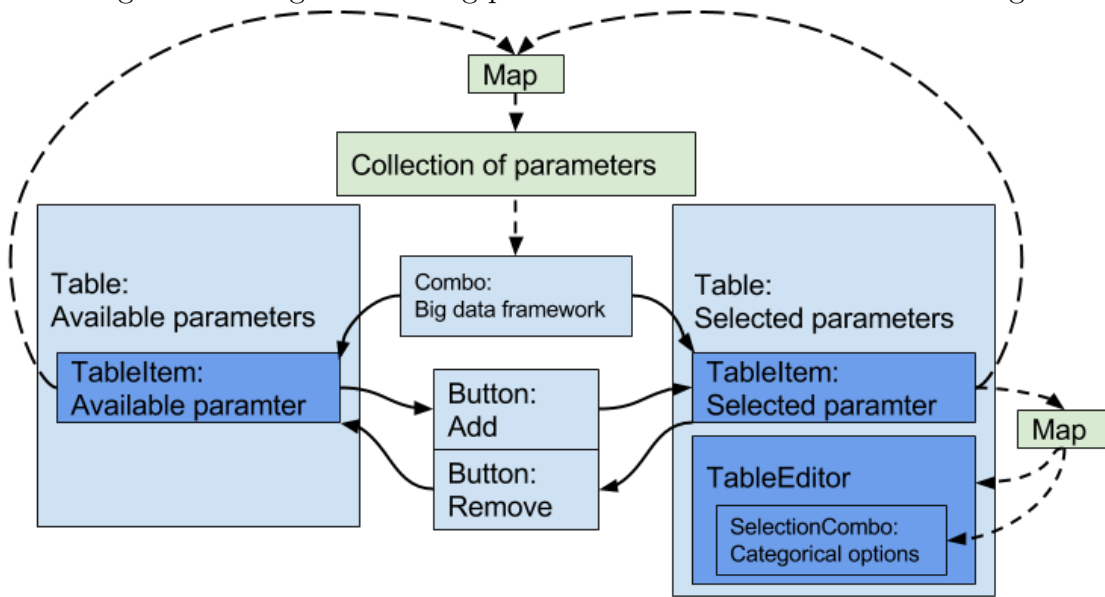 Map
Collection of parameters
Combo:
Big data framework
Table:
Available parameters
TableItem:
Available paramter
Button:
Add
Button:
Remove
Table:
Selected parameters
TableItem:
Selected paramter
Map
TableEditor
SelectionCombo:
Categorical options